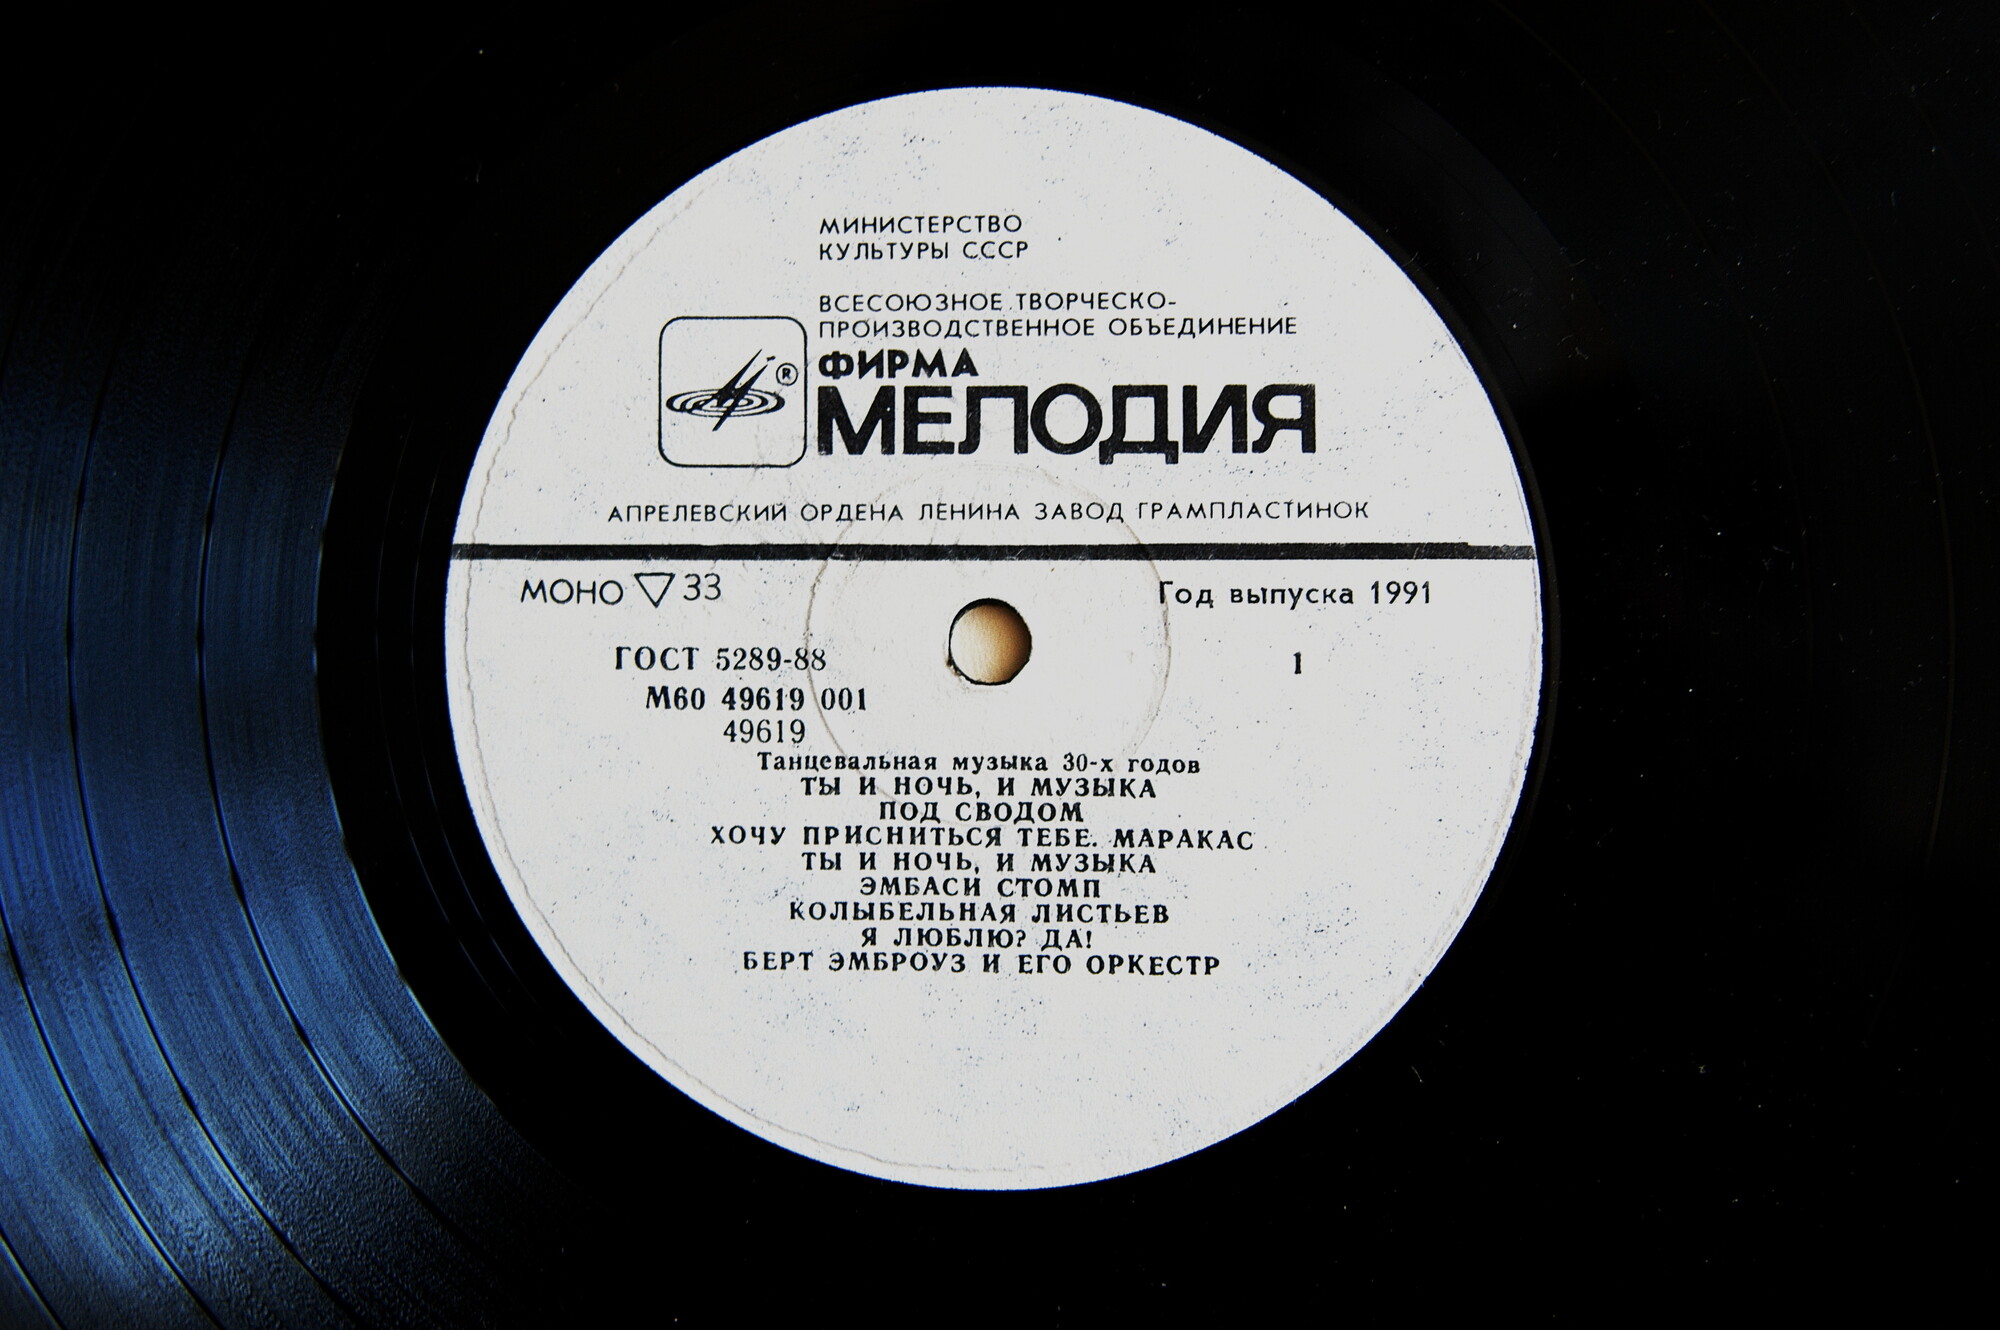 МИНИСТЕРСТВО
КУЛЬТУРЫ СССР
ВСЕСОЮЗНОЕ ТВОРЧЕСКО-
ПРОИЗВОДСТВЕННОЕ ОБЪЕДИНЕНИЕ
ФИРМА
®
МЕЛОДИЯ
АПРЕЛЕВСКИЙ ОРДЕНА ЛЕНИНА ЗАВОД ГРАМПЛАСТИНОК
МОНО ▽ 33
Год выпуска 1991
ГОСТ 5289-88
1
М60 49619 001
49619
Танцевальная музыка 30-х годов
ТЫ И НОЧЬ, И МУЗЫКА
ПОД СВОДОМ
ХОЧУ ПРИСНИТЬСЯ ТЕБЕ. МАРАКАС
ТЫ И НОЧЬ, И МУЗЫКА
ЭМБАСИ СТОМП
КОЛЫБЕЛЬНАЯ ЛИСТЬЕВ
Я ЛЮБЛЮ? ДА!
БЕРТ ЭМБРОУЗ И ЕГО ОРКЕСТР